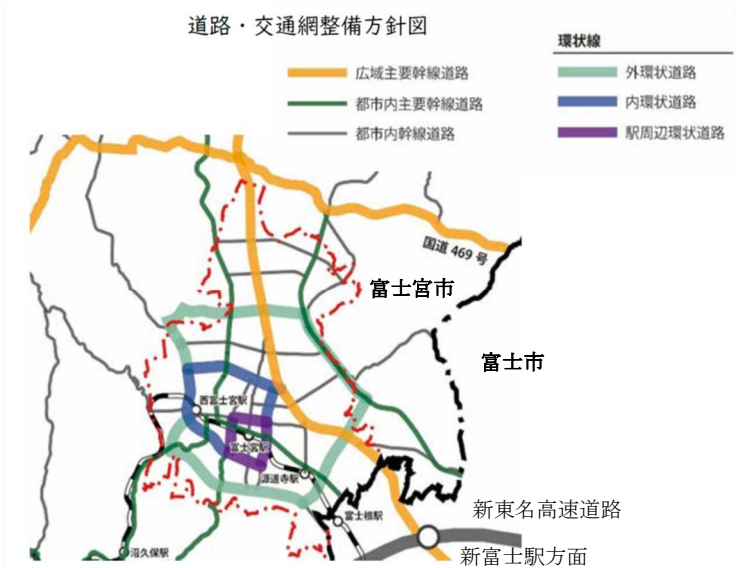 道路・交通網整備方針図
環状線
広域主要幹線道路
都市内主要幹線道路
都市内幹線道路
外環状道路
内環状道路
駅周辺環状道路
国道 469 号
富士宮市
富士市
西富士宮駅
富士宮駅
源道寺駅
富士根駅
沼久保駅
新東名高速道路
新富士駅方面